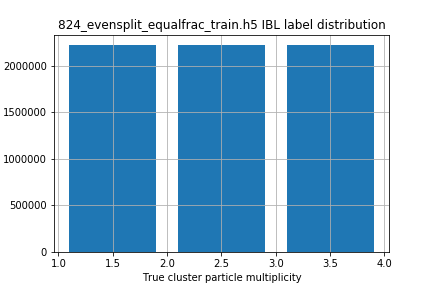 824_evensplit_equalfrac_train.h5 IBL label distribution
2000000
1500000
1000000
500000
0
1.0 1.5 2.0 2.5 3.0 3.5 4.0
True cluster particle multiplicity